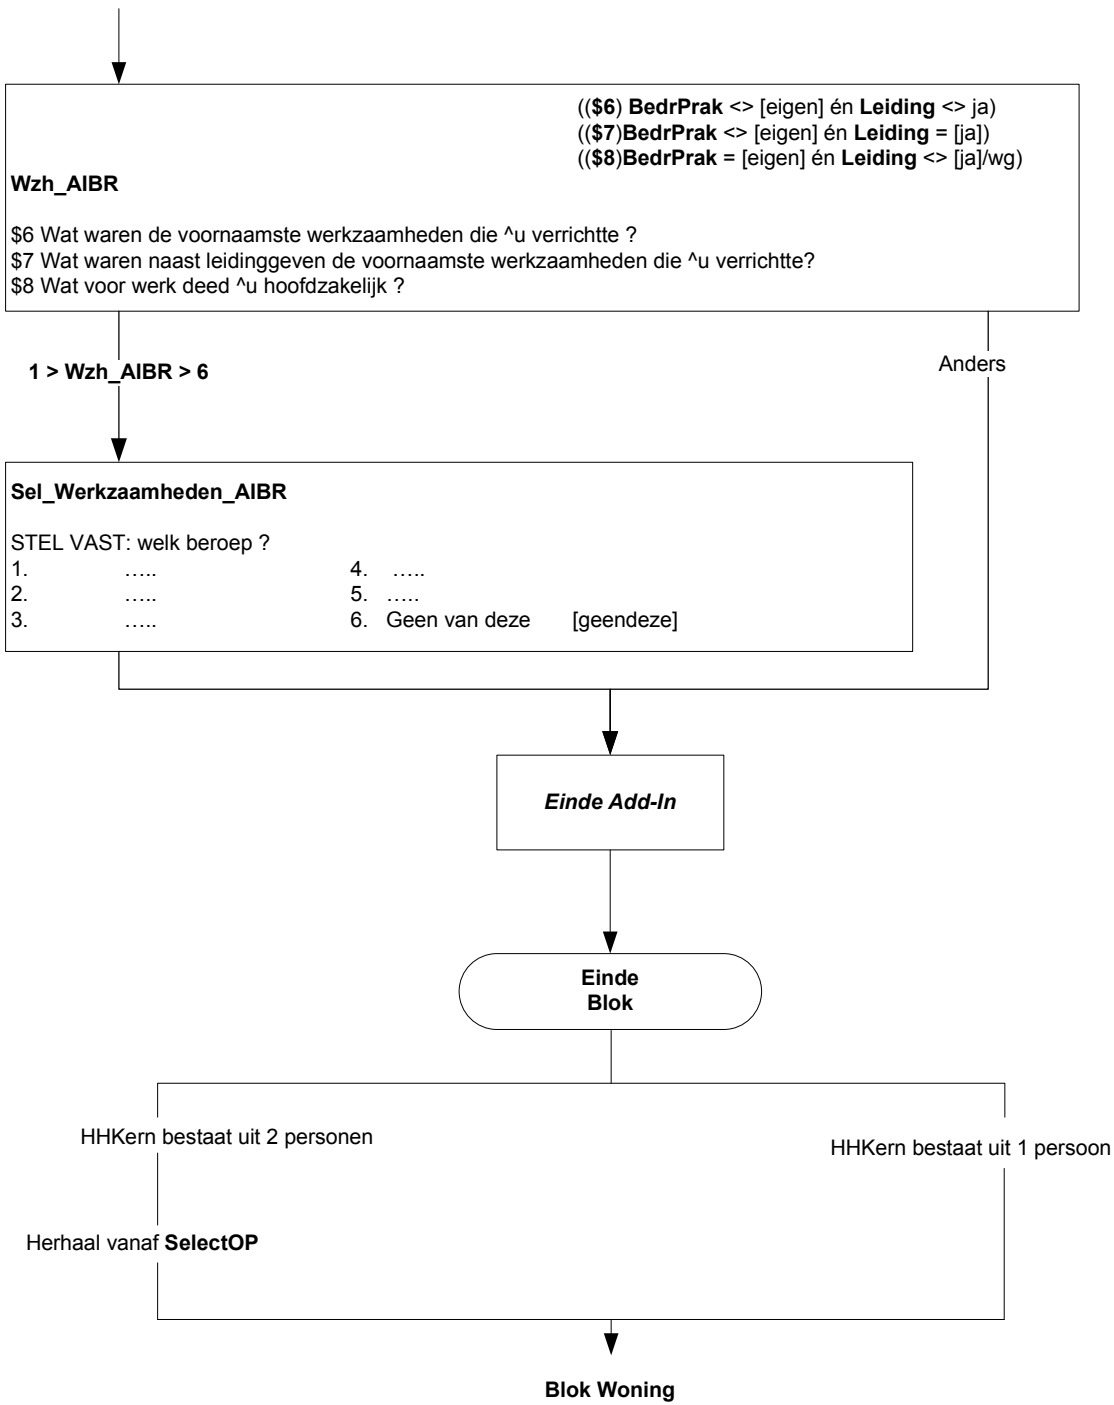 (($6) BedrPrak <> [eigen] én Leiding <> ja)
(($7)BedrPrak <> [eigen] én Leiding = [ja])
(($8)BedrPrak = [eigen] én Leiding <> [ja]/wg)
Wzh_AIBR
$6 Wat waren de voornaamste werkzaamheden die ^u verrichtte ?
$7 Wat waren naast leidinggeven de voornaamste werkzaamheden die ^u verrichtte?
$8 Wat voor werk deed ^u hoofdzakelijk ?
1 > Wzh_AIBR > 6
Anders
Sel_Werkzaamheden_AIBR
STEL VAST: welk beroep ?
1. ..... 4. .....
2. ..... 5. .....
3. ..... 6. Geen van deze [geendeze]
Einde Add-In
Einde
Blok
HHKern bestaat uit 2 personen
HHKern bestaat uit 1 persoon
Herhaal vanaf SelectOP
Blok Woning